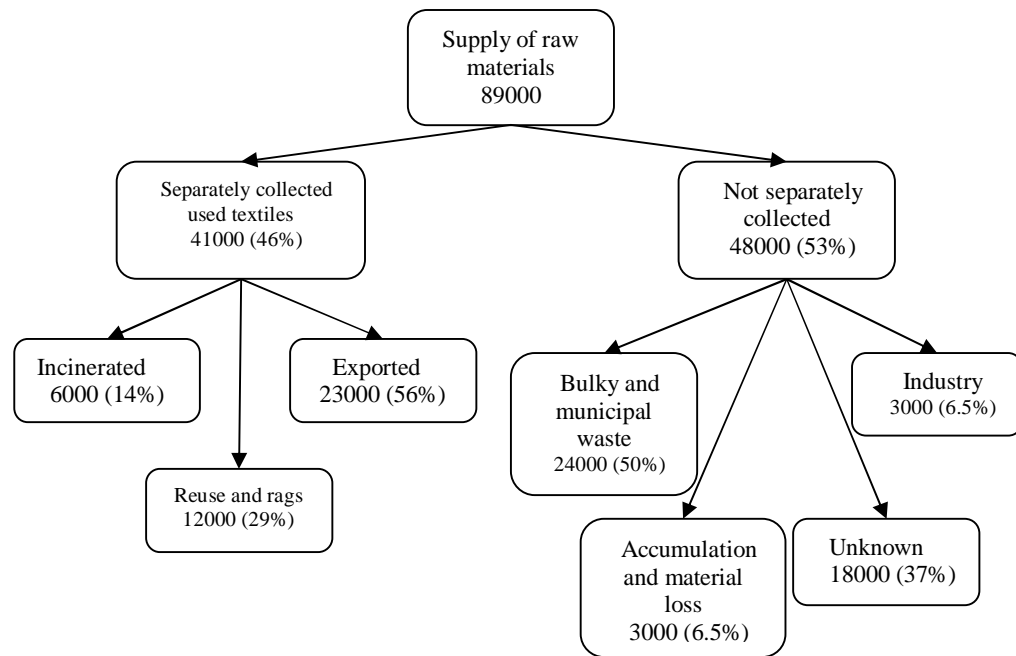 Supply of raw
materials
89000
Separately collected
used textiles
41000 (46%)
Not separately
collected
48000 (53%)
Incinerated
6000 (14%)
Exported
23000 (56%)
Reuse and rags
12000 (29%)
Bulky and
municipal
waste
24000 (50%)
Industry
3000 (6.5%)
Accumulation
and material
loss
3000 (6.5%)
Unknown
18000 (37%)